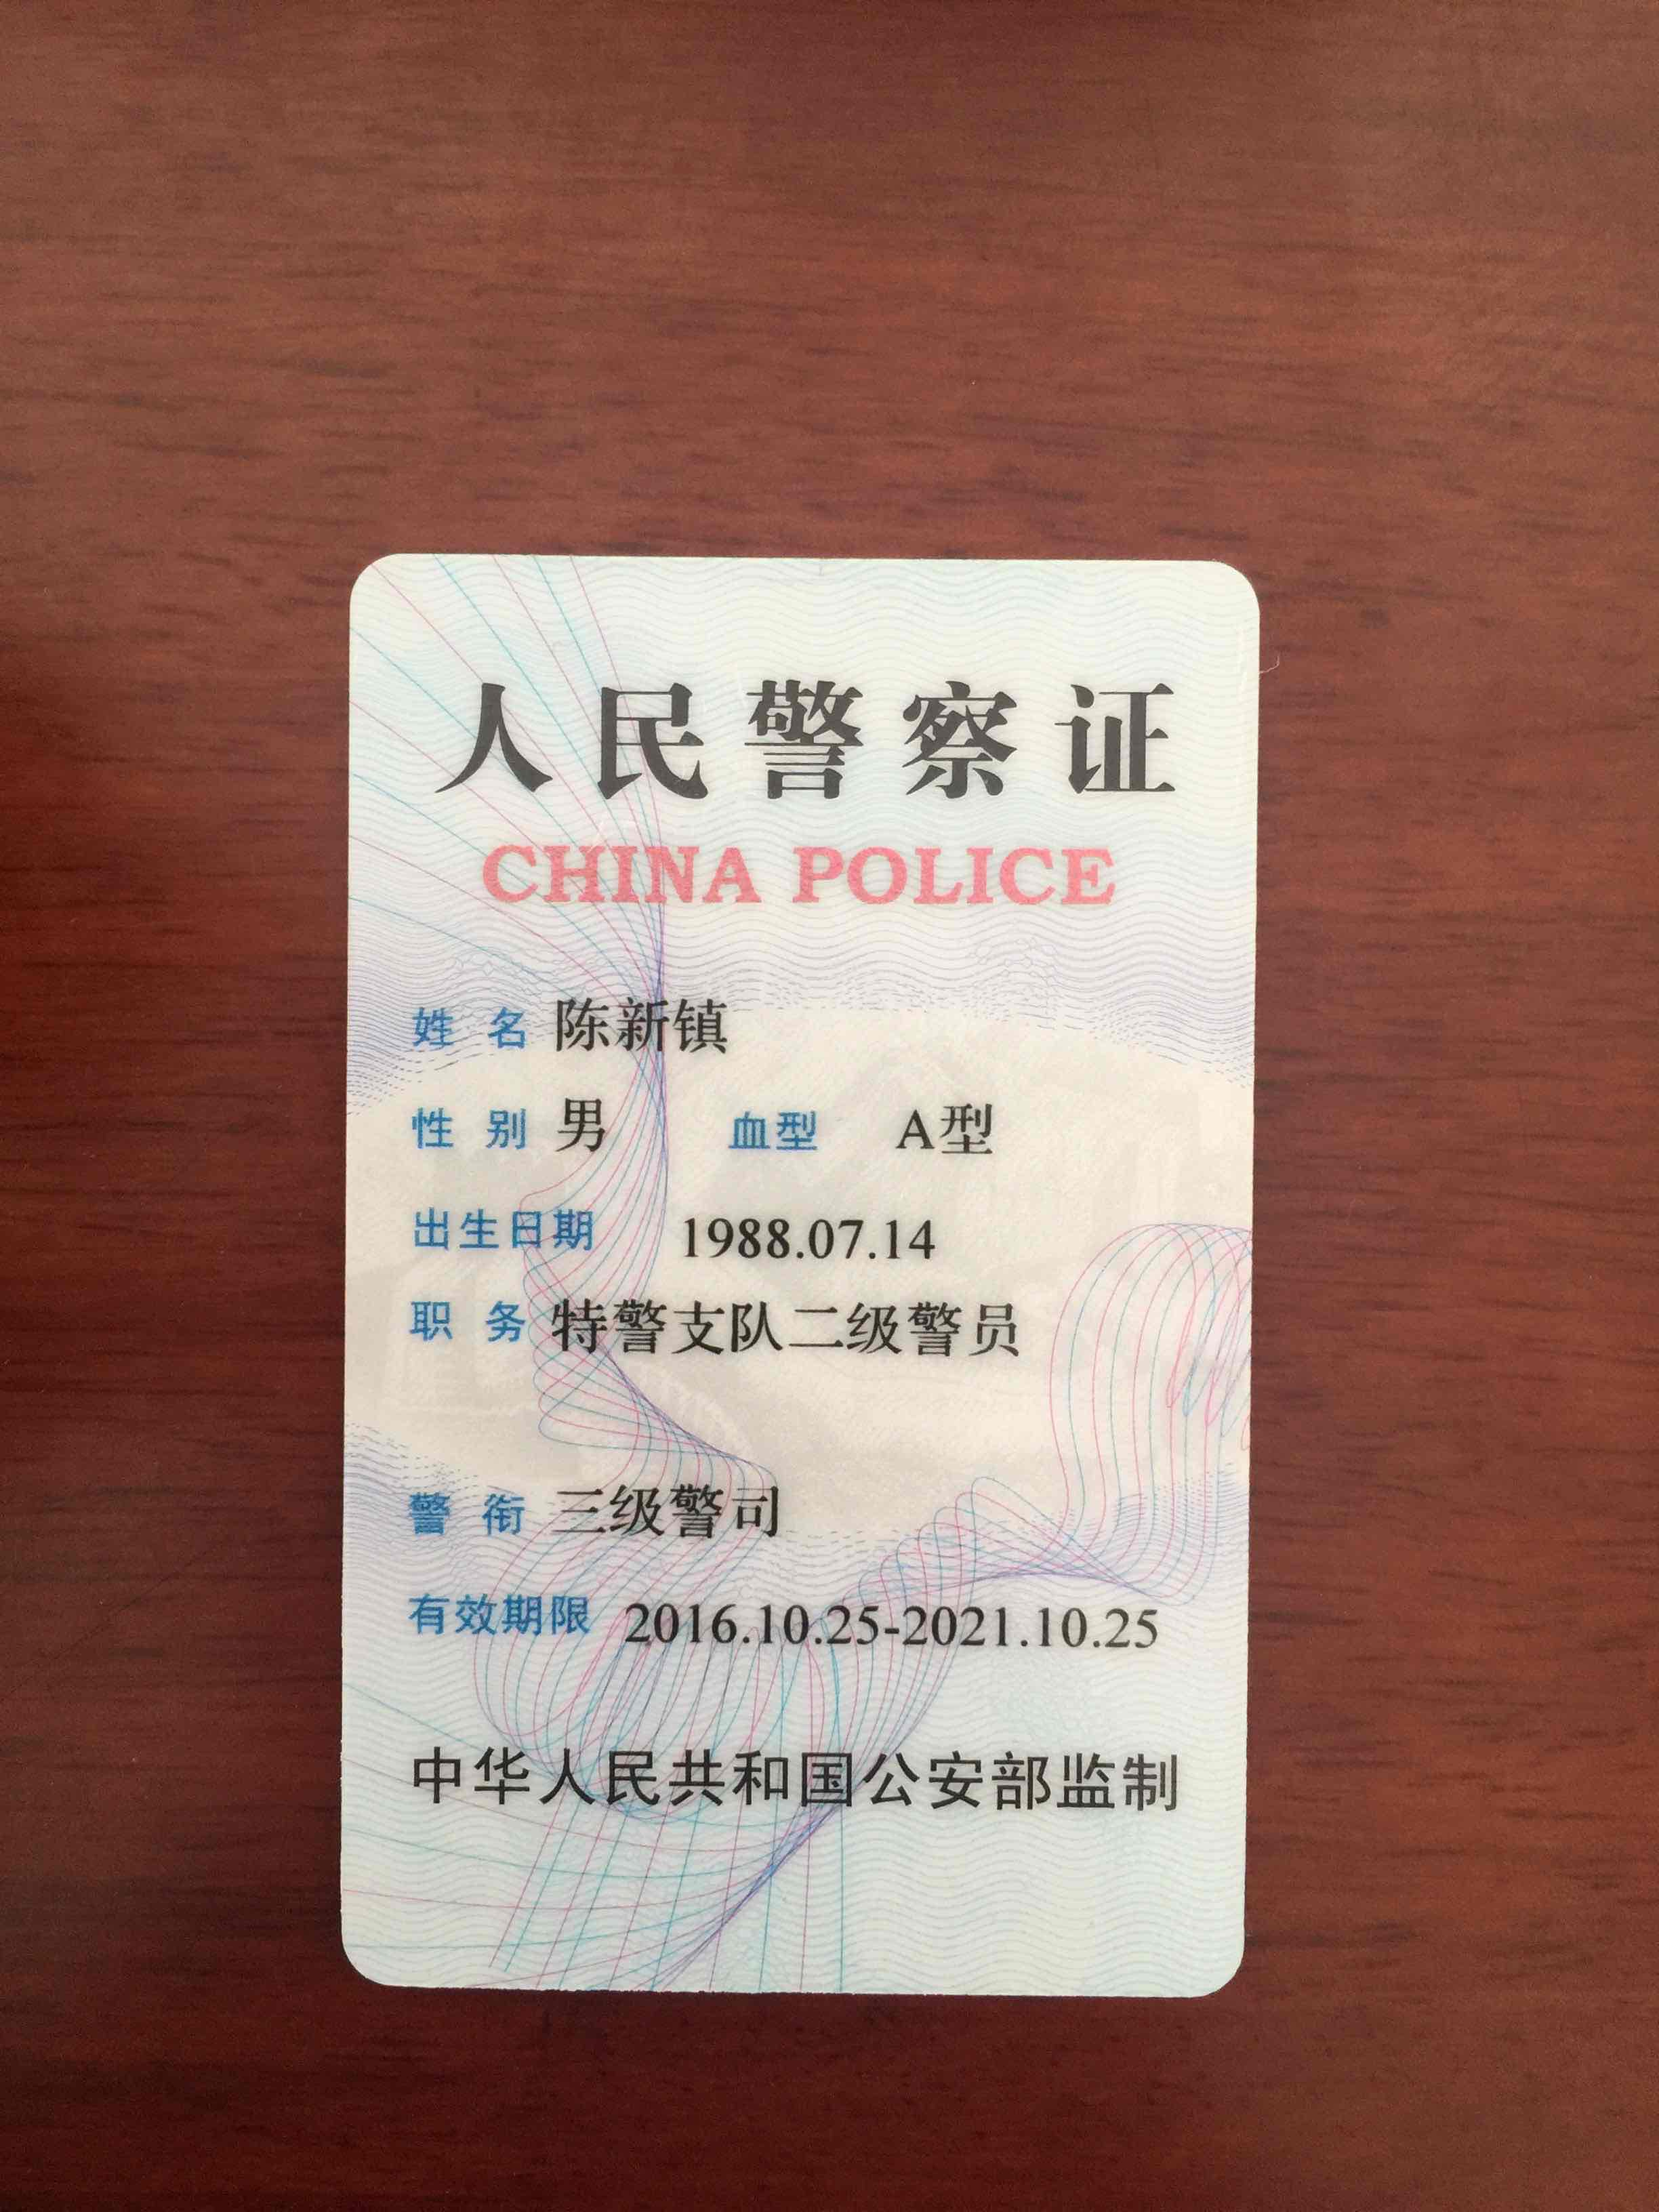 人民警察证
CHINA POLICE
姓 名 陈新镇
性 别 男 血型 A型
出生日期 1988.07.14
职 务 特警支队二级警员
警 衔 三级警司
有效期限 2016.10.25-2021.10.25
中华人民共和国公安部监制